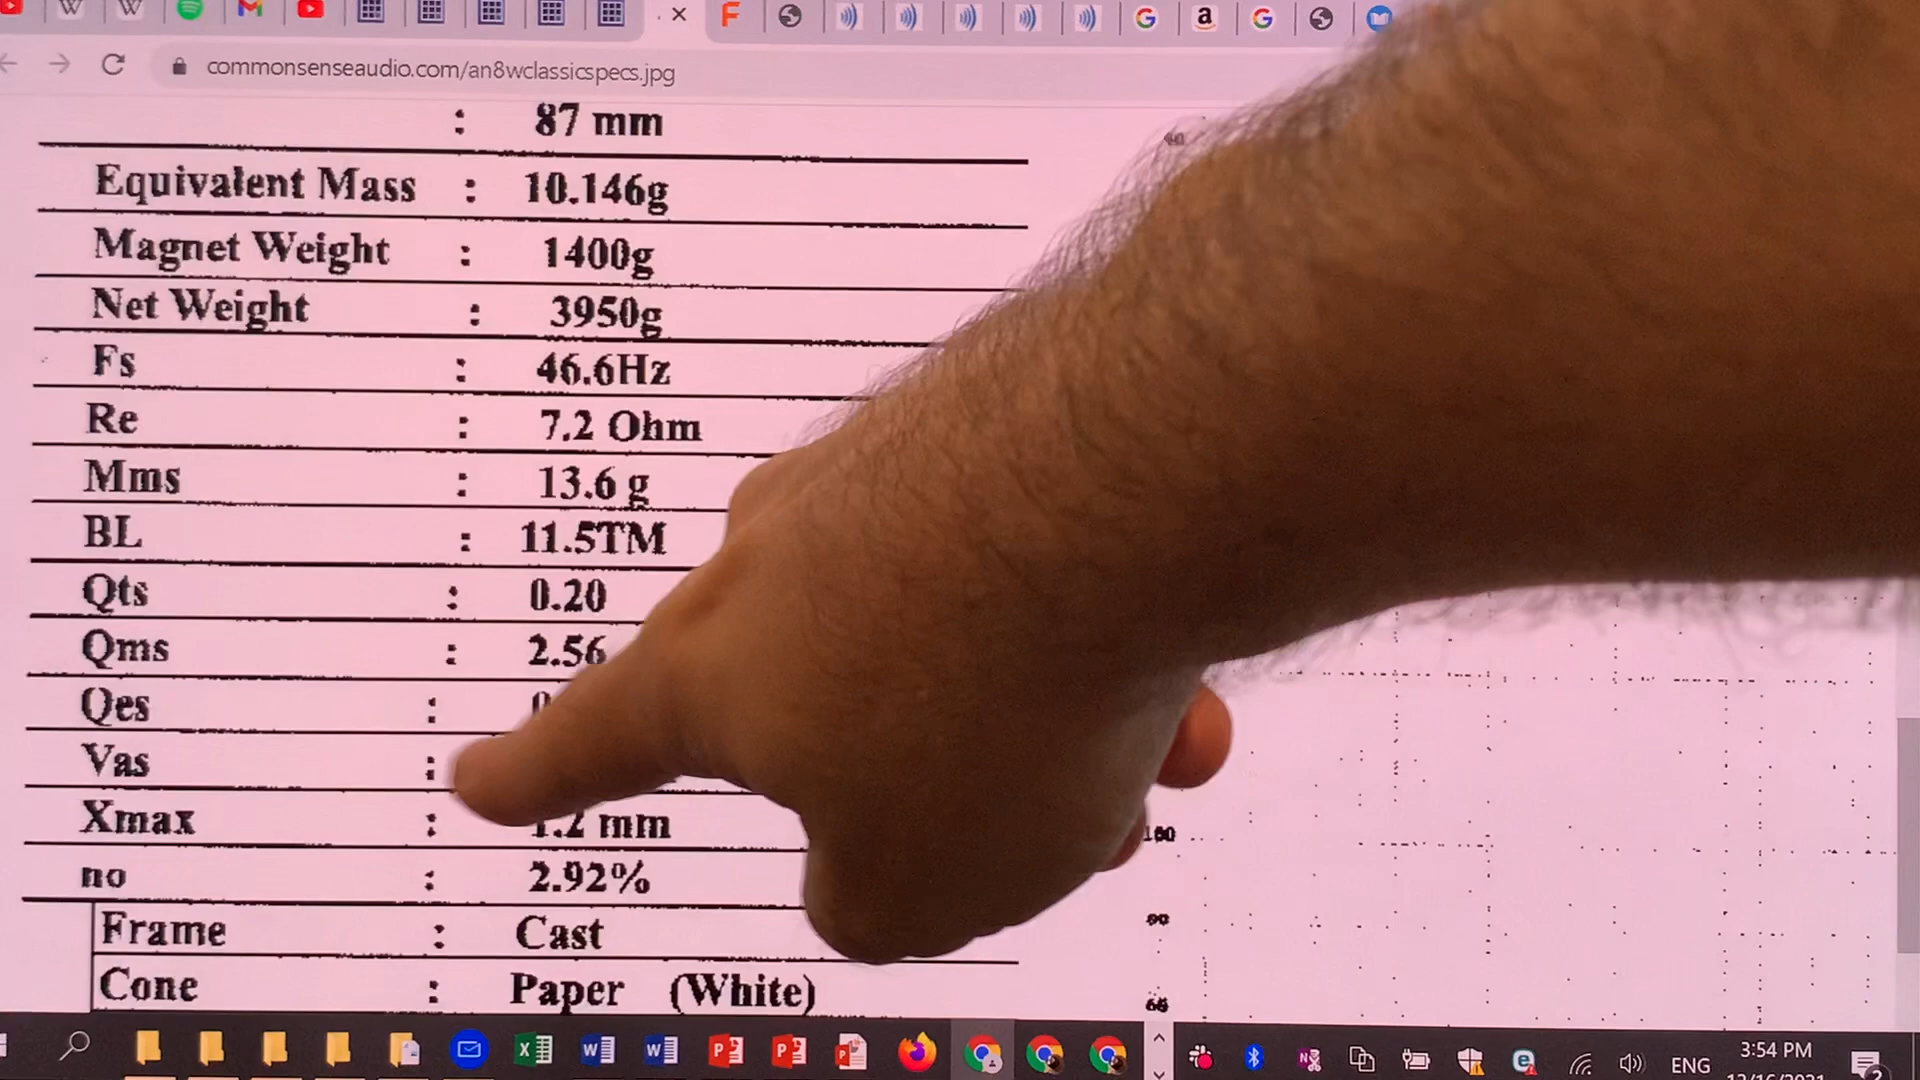 commonsenseaudio.com/an8wclassicspecs.jpg
: 87 mm
Equivalent Mass : 10.146g
Magnet Weight : 1400g
Net Weight : 3950g
Fs : 46.6Hz
Re : 7.2 Ohm
Mms : 13.6 g
BL : 11.5TM
Qts : 0.20
Qms : 2.56
Qes :
Vas :
Xmax : 1.2 mm
no : 2.92%
Frame : Cast
Cone : Paper (White)
ENG
3:54 PM